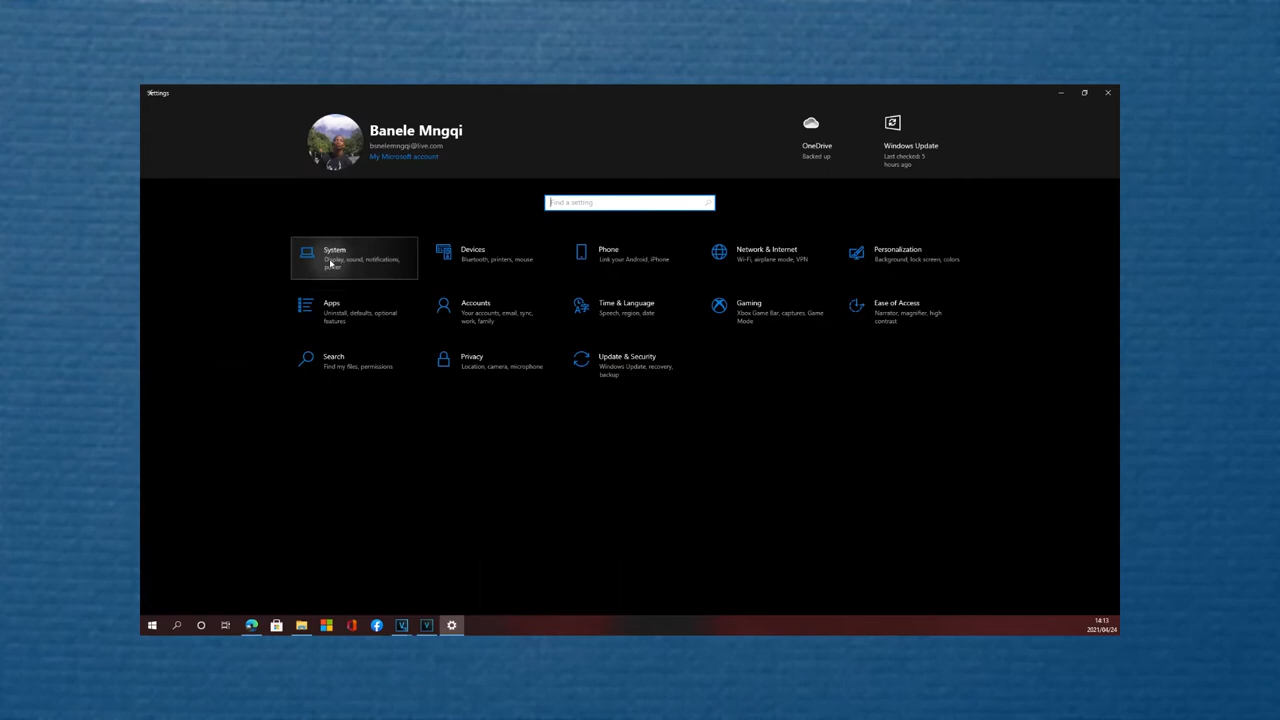 Settings
Banele Mngqi
bsnelemngqi@live.com
My Microsoft account
OneDrive
Backed up
Windows Update
Last checked: 5
hours ago
Find a setting
System
Display, sound, notifications,
power
Devices
Bluetooth, printers, mouse
Phone
Link your Android, iPhone
Network & Internet
Wi-Fi, airplane mode, VPN
Personalization
Background, lock screen, colors
Apps
Uninstall, defaults, optional
features
Accounts
Your accounts, email, sync,
work, family
Time & Language
Speech, region, date
Gaming
Xbox Game Bar, captures, Game
Mode
Ease of Access
Narrator, magnifier, high
contrast
Search
Find my files, permissions
Privacy
Location, camera, microphone
Update & Security
Windows Update, recovery,
backup
14:13
2021/04/24